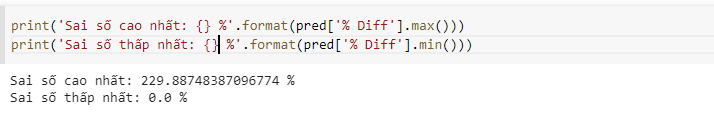 print('Sai số cao nhất: {} %'.format(pred['% Diff'].max()))
print('Sai số thấp nhất: {} %'.format(pred['% Diff'].min()))
Sai số cao nhất: 229.88748387096774 %
Sai số thấp nhất: 0.0 %